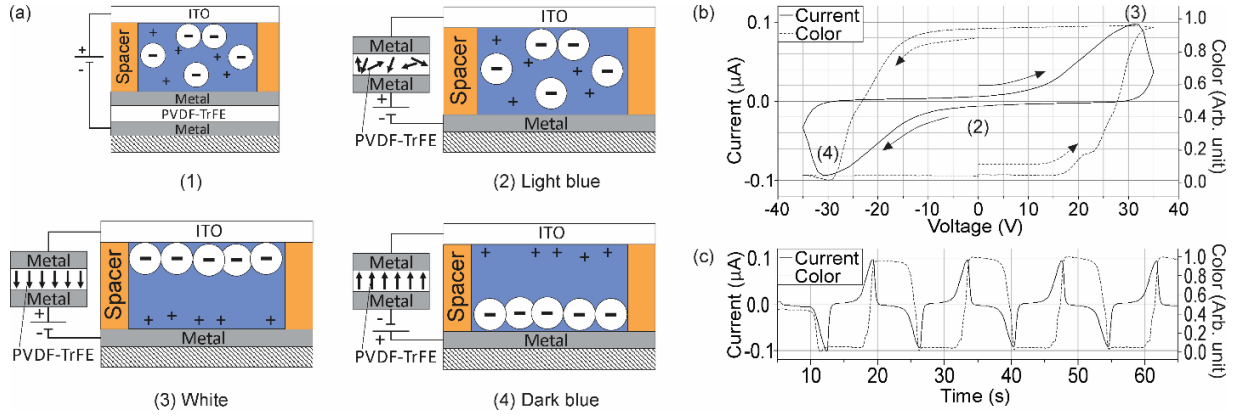 (a)
ITO
+
-
Spacer
Metal
PVDF-TrFE
Metal
(1)
ITO
Metal
Metal
+
-
PVDF-TrFE
Spacer
Metal
(2) Light blue
ITO
Metal
Metal
+
-
PVDF-TrFE
Spacer
Metal
(3) White
ITO
Metal
Metal
-
+
PVDF-TrFE
Spacer
Metal
(4) Dark blue
(b)
Current
Color
(3)
(2)
(4)
0.1
0.0
-0.1
Current (μA)
1.0
0.8
0.6
0.4
0.2
0.0
Color (Arb. unit)
-40 -30 -20 -10 0 10 20 30 40
Voltage (V)
(c)
Current
Color
0.1
0.0
-0.1
Current (μA)
1.0
0.8
0.6
0.4
0.2
0.0
Color (Arb. unit)
10 20 30 40 50 60
Time (s)